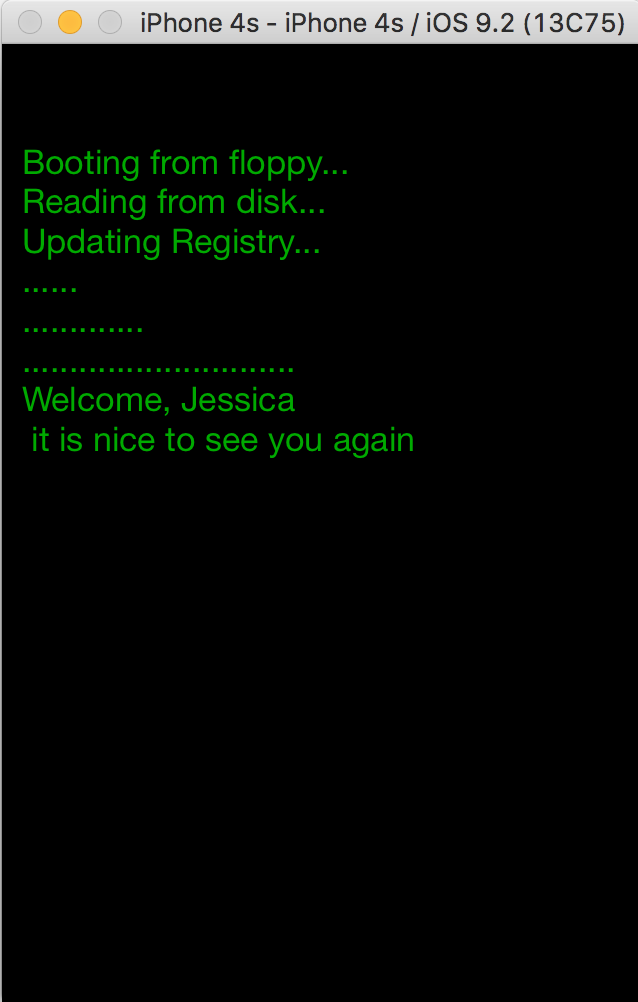 iPhone 4s - iPhone 4s / iOS 9.2 (13C75)
Booting from floppy...
Reading from disk...
Updating Registry...
......
.............
.............................
Welcome, Jessica
it is nice to see you again